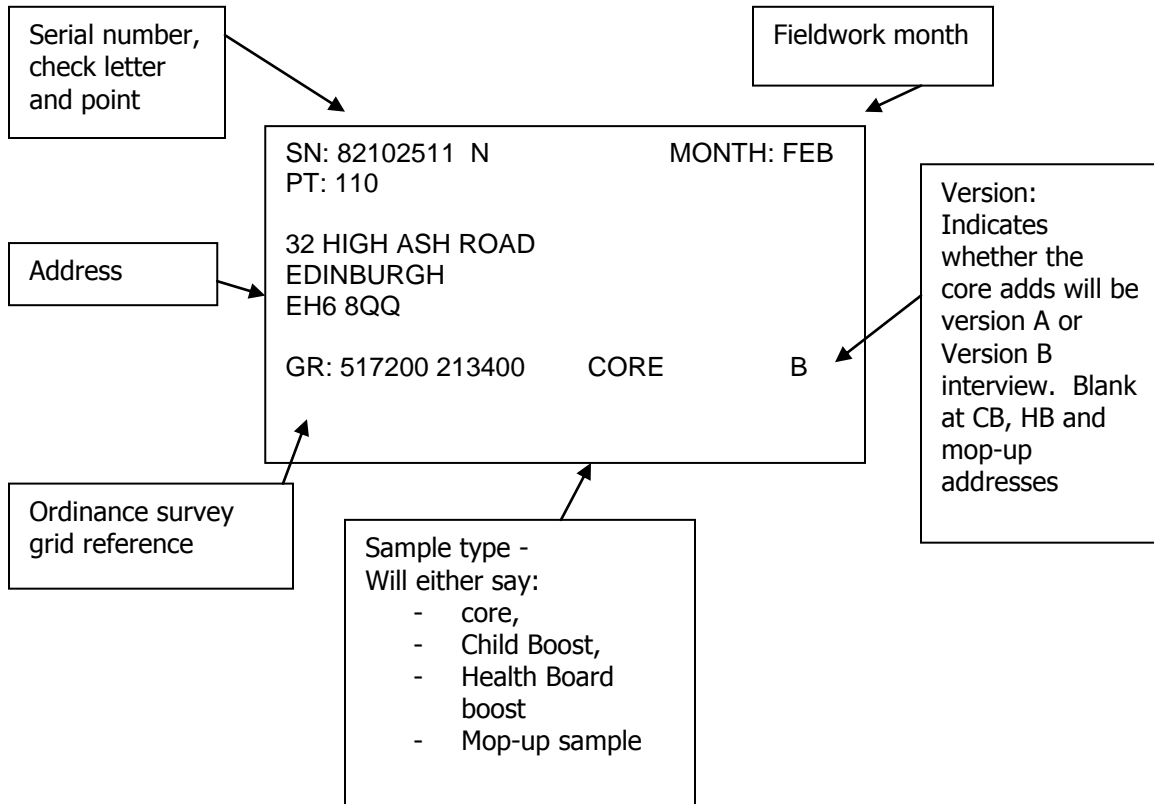 Serial number,
check letter
and point
Fieldwork month
SN: 82102511 N MONTH: FEB
PT: 110
32 HIGH ASH ROAD
EDINBURGH
EH6 8QQ
GR: 517200 213400 CORE B
Address
Version:
Indicates
whether the
core adds will be
version A or
Version B
interview. Blank
at CB, HB and
mop-up
addresses
Ordinance survey
grid reference
Sample type -
Will either say:
- core,
- Child Boost,
- Health Board
boost
- Mop-up sample